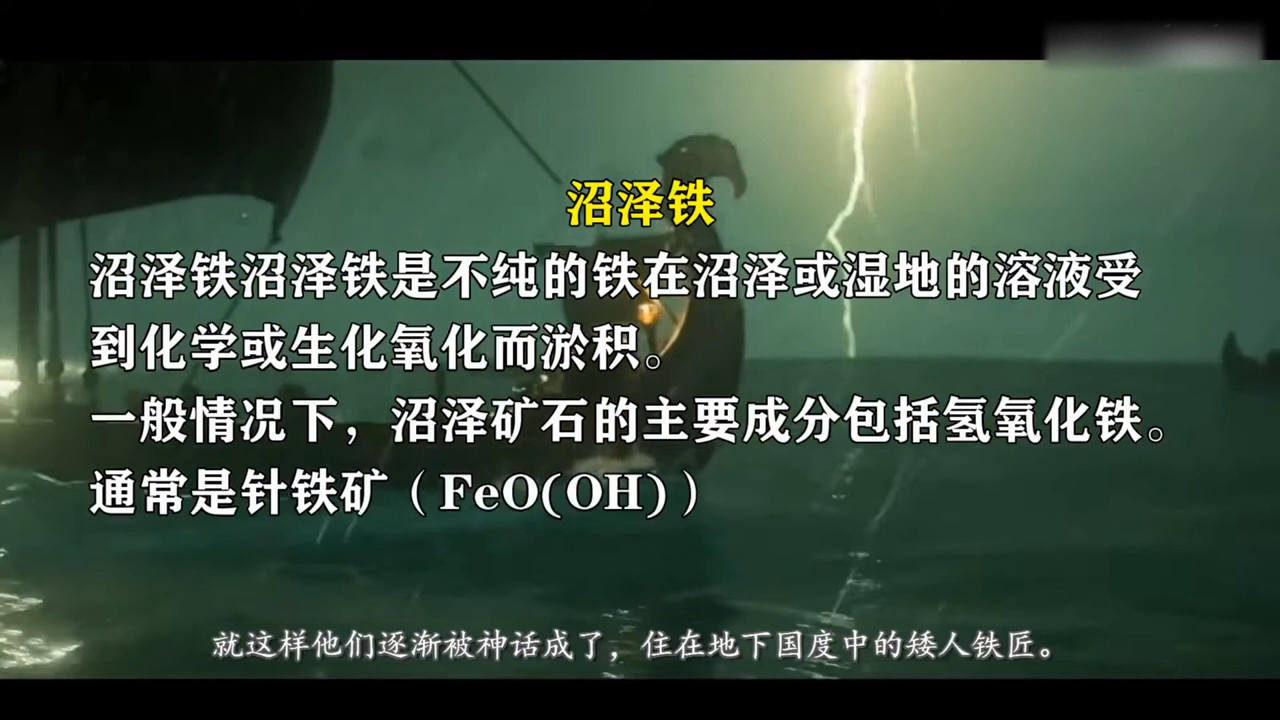 沼泽铁
沼泽铁沼泽铁是不纯的铁在沼泽或湿地的溶液受
到化学或生化氧化而淤积。
一般情况下，沼泽矿石的主要成分包括氢氧化铁。
通常是针铁矿（FeO(OH)）
就这样他们逐渐被神话成了，住在地下国度中的矮人铁匠。